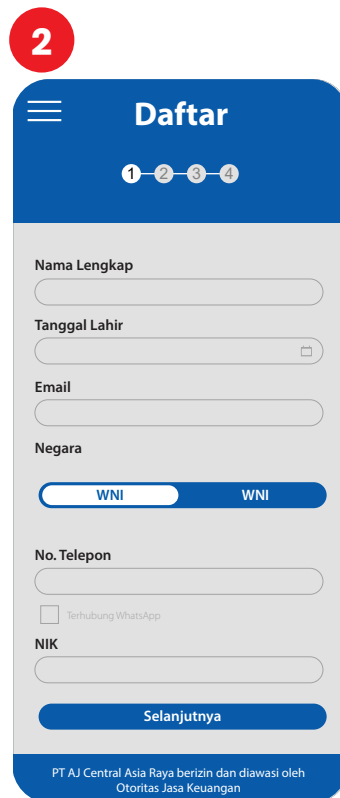 2
Daftar
1 2 3 4
Nama Lengkap
Tanggal Lahir
Email
Negara
WNI WNI
No. Telepon
Terhubung WhatsApp
NIK
Selanjutnya
PT AJ Central Asia Raya berizin dan diawasi oleh
Otoritas Jasa Keuangan